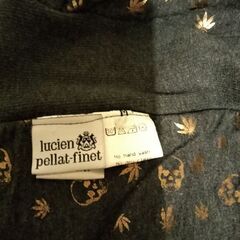 lucien
pellat-finet
No hand wash